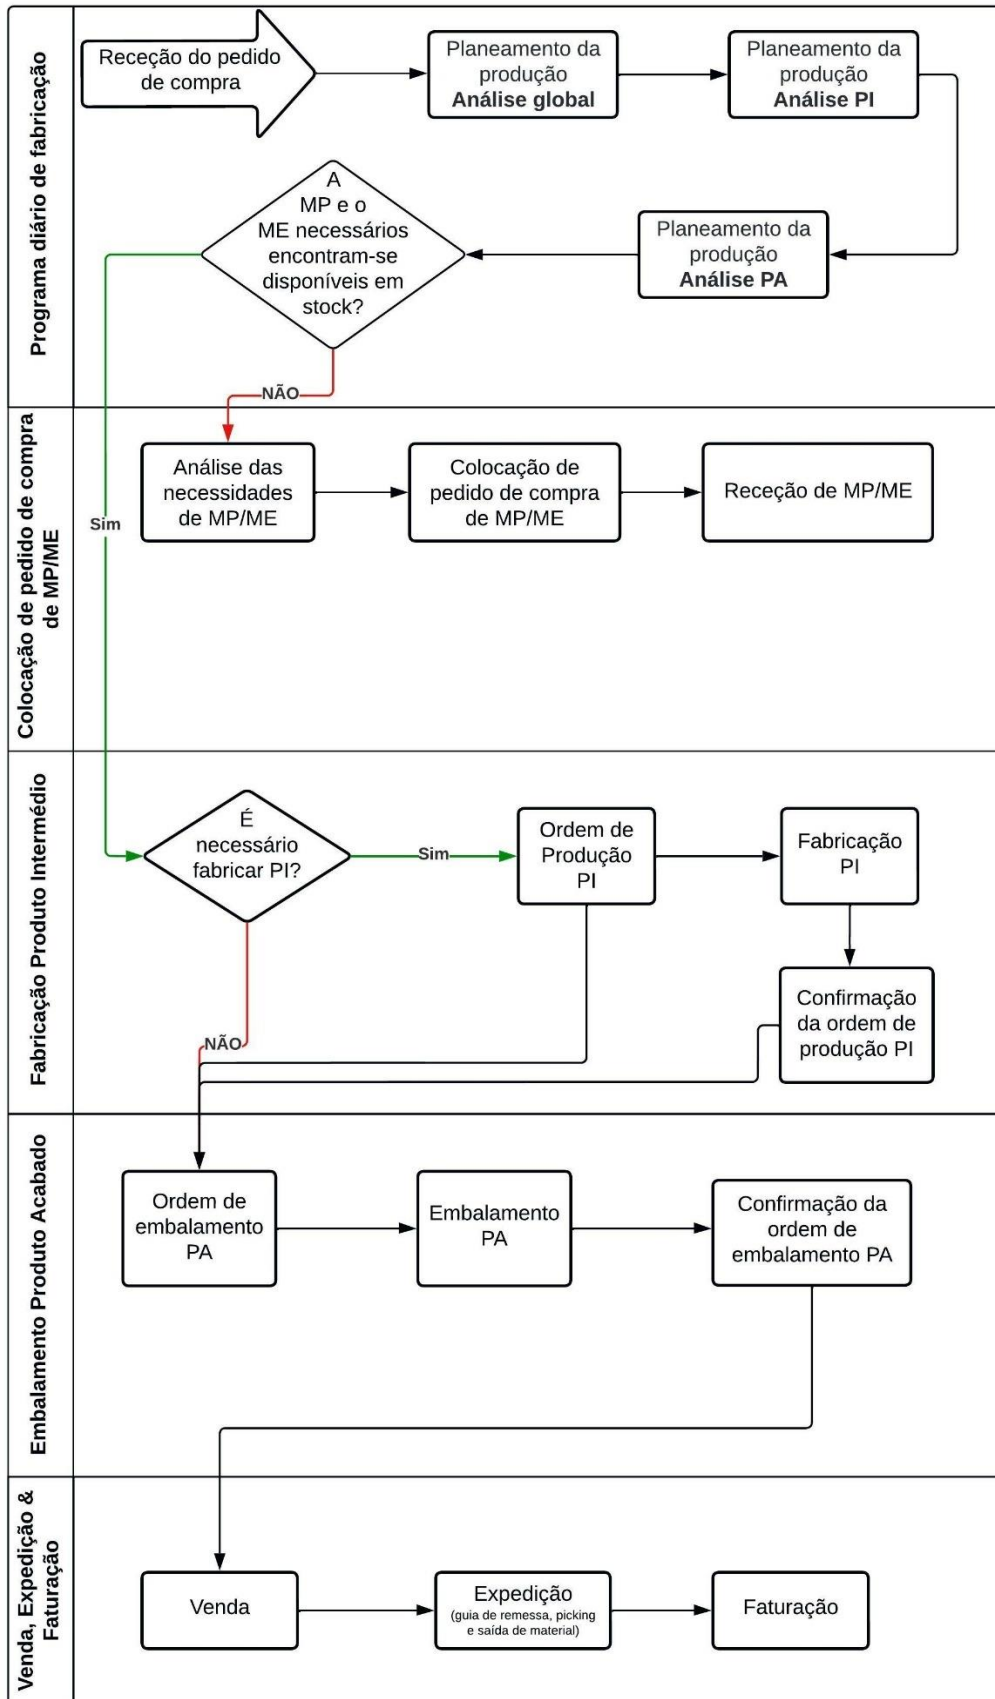 Programa diário de fabricação
Receção do pedido
de compra
Planeamento da
produção
Análise global
Planeamento da
produção
Análise PI
Planeamento da
produção
Análise PA
A
MP e o
ME necessários
encontram-se
disponíveis em
stock?
NÃO
Sim
Colocação de pedido de compra
de MP/ME
Análise das
necessidades
de MP/ME
Colocação de
pedido de compra
de MP/ME
Receção de MP/ME
Fabricação Produto Intermédio
É
necessário
fabricar PI?
Sim
Ordem de
Produção
PI
Fabricação
PI
Confirmação
da ordem de
produção PI
NÃO
Embalamento Produto Acabado
Ordem de
embalamento
PA
Embalamento
PA
Confirmação da
ordem de
embalamento PA
Venda, Expedição &
Faturação
Venda
Expedição
(guia de remessa, picking
e saída de material)
Faturação